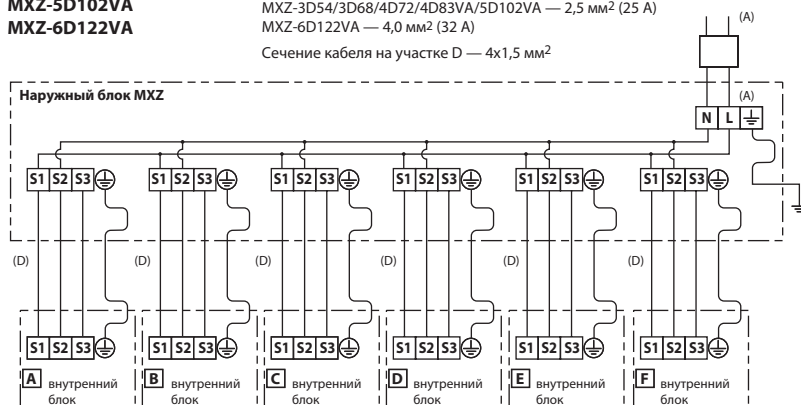 MXZ-5D102VA
MXZ-6D122VA
MXZ-3D54/3D68/4D72/4D83VA/5D102VA — 2,5 мм² (25 А)
MXZ-6D122VA — 4,0 мм² (32 А)
Сечение кабеля на участке D — 4x1,5 мм²
(A)
Наружный блок MXZ
(A)
N L
S1 S2 S3 S1 S2 S3 S1 S2 S3 S1 S2 S3 S1 S2 S3 S1 S2 S3
(D) (D) (D) (D) (D) (D)
S1 S2 S3 S1 S2 S3 S1 S2 S3 S1 S2 S3 S1 S2 S3 S1 S2 S3
A внутренний B внутренний C внутренний D внутренний E внутренний F внутренний
блок блок блок блок блок блок